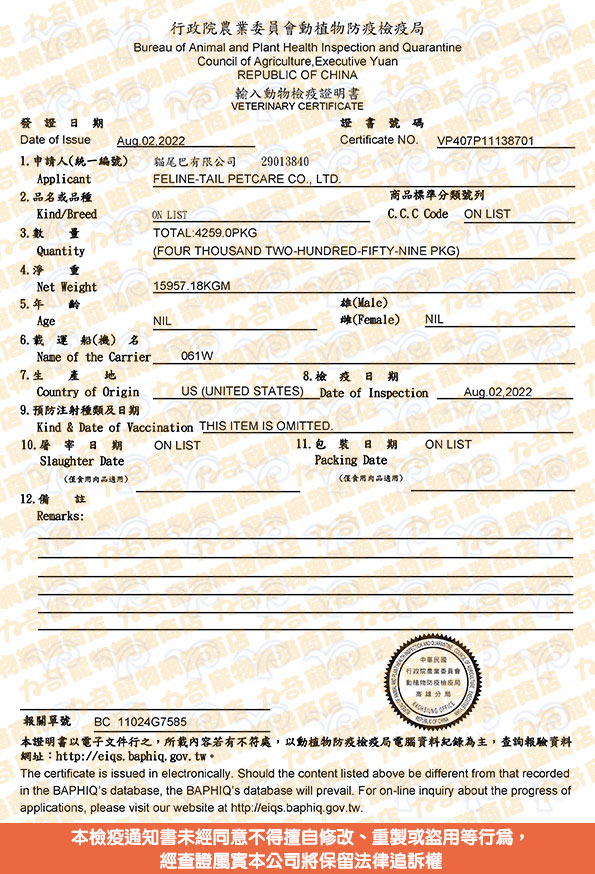 行政院農業委員會動植物防疫檢疫局
Bureau of Animal and Plant Health Inspection and Quarantine
Council of Agriculture,Executive Yuan
REPUBLIC OF CHINA
輸入動物檢疫證明書
VETERINARY CERTIFICATE
發 證 日 期 證 書 號 碼
Date of Issue Aug.02,2022 Certificate NO. VP407P11138701
1.申請人(統一編號) 貓尾巴有限公司 29013840
Applicant FELINE-TAIL PETCARE CO., LTD.
2.品名或品種 商品標準分類號列
Kind/Breed ON LIST C.C.C Code ON LIST
3.數 量 TOTAL:4259.0PKG
Quantity (FOUR THOUSAND TWO-HUNDRED-FIFTY-NINE PKG)
4.淨 重
Net Weight 15957.18KGM
5.年 齡 雄(Male)
Age NIL 雌(Female) NIL
6.載 運 船(機) 名
Name of the Carrier 061W
7.生 產 地 8.檢 疫 日 期
Country of Origin US (UNITED STATES) Date of Inspection Aug.02,2022
9.預防注射種類及日期
Kind & Date of Vaccination THIS ITEM IS OMITTED.
10.屠 宰 日 期 ON LIST 11.包 裝 日 期 ON LIST
Slaughter Date Packing Date
(僅食用肉品適用) (僅食用肉品適用)
12.備 註
Remarks:
中華民國
行政院農業委員會
動植物防疫檢疫局
高雄分局
KAOHSIUNG OFFICE
REPUBLIC OF CHINA
報關單號 BC 11024G7585
本證明書以電子文件行之，所載內容若有不符處，以動植物防疫檢疫局電腦資料紀錄為主，查詢報驗資料
網址：http://eiqs.baphiq.gov.tw。
The certificate is issued in electronically. Should the content listed above be different from that recorded
in the BAPHIQ's database, the BAPHIQ's database will prevail. For on-line inquiry about the progress of
applications, please visit our website at http://eiqs.baphiq.gov.tw.
本檢疫通知書未經同意不得擅自修改、重製或盜用等行為，
經查證屬實本公司將保留法律追訴權